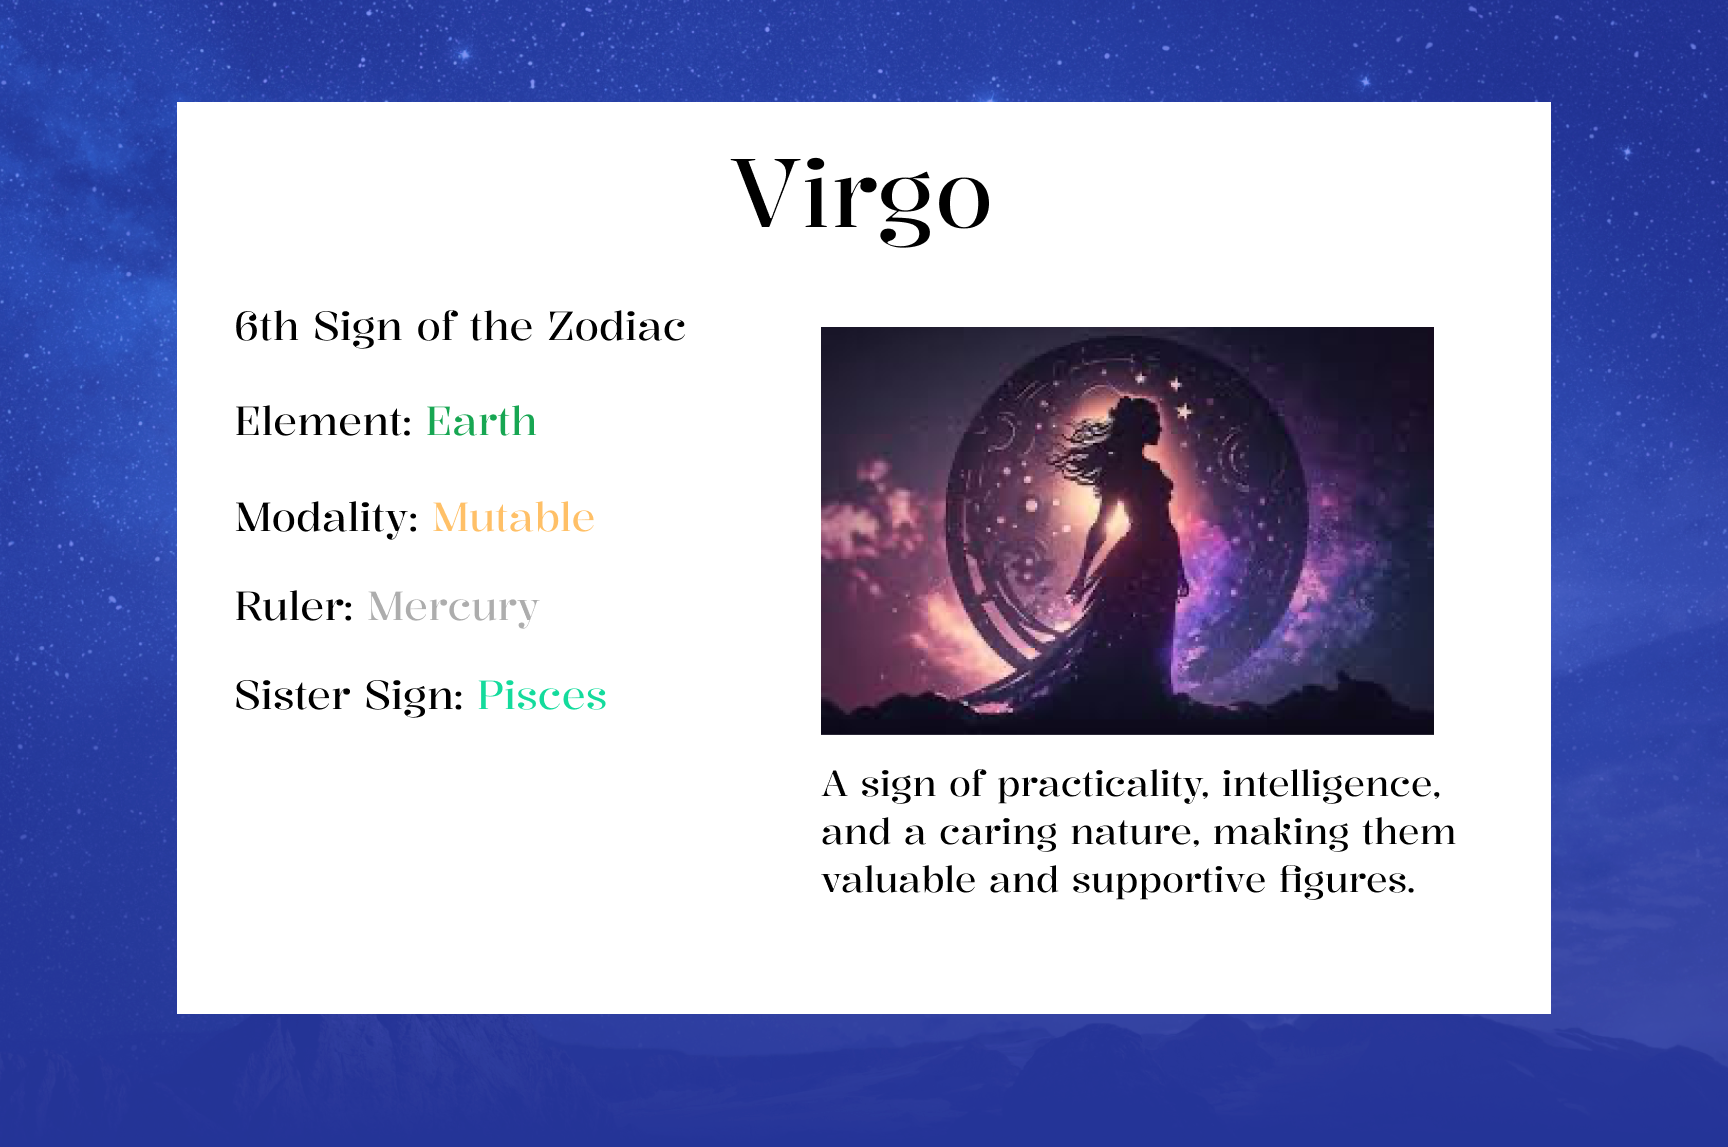 Virgo
6th Sign of the Zodiac
Element: Earth
Modality: Mutable
Ruler: Mercury
Sister Sign: Pisces
A sign of practicality, intelligence,
and a caring nature, making them
valuable and supportive figures.